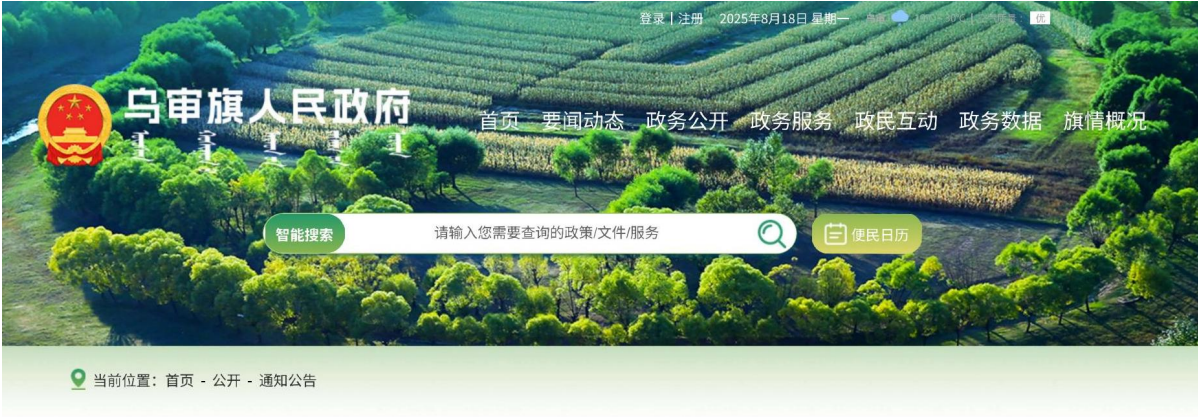 登录 | 注册 2025年8月18日 星期一 优
乌审旗人民政府
首页 要闻动态 政务公开 政务服务 政民互动 政务数据 旗情概况
智能搜索 请输入您需要查询的政策/文件/服务 便民日历
当前位置：首页 - 公开 - 通知公告